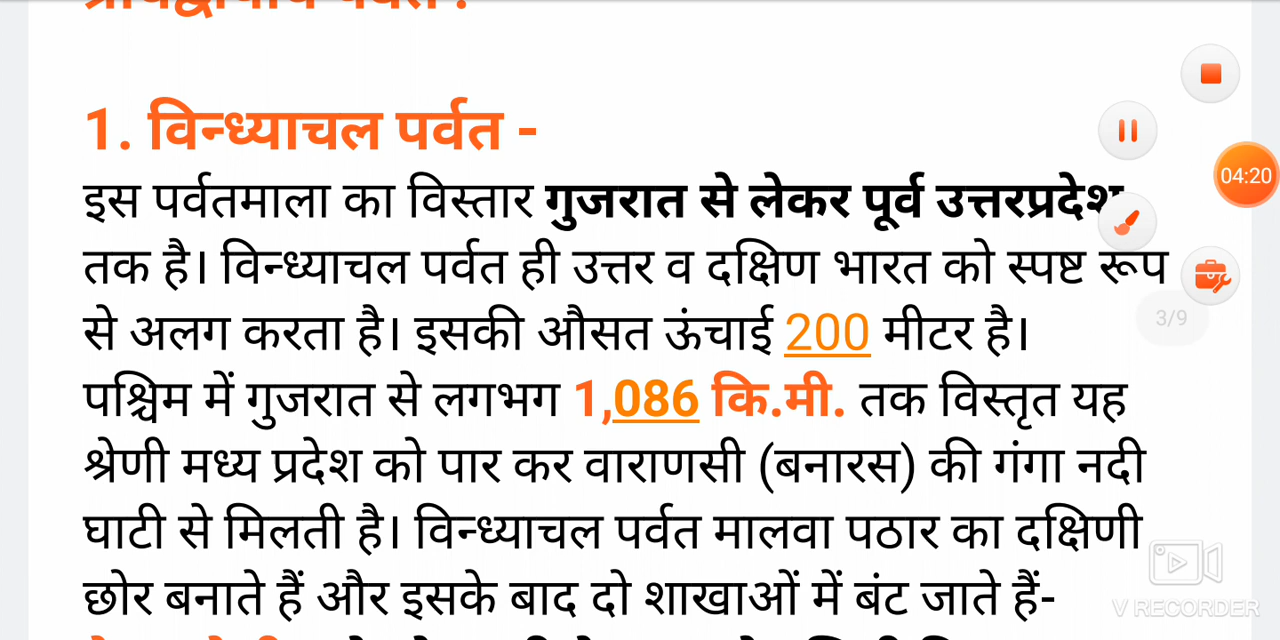 1. विन्ध्याचल पर्वत -
04:20
इस पर्वतमाला का विस्तार गुजरात से लेकर पूर्व उत्तरप्रदेश
तक है। विन्ध्याचल पर्वत ही उत्तर व दक्षिण भारत को स्पष्ट रूप
से अलग करता है। इसकी औसत ऊंचाई 200 मीटर है।
3/9
पश्चिम में गुजरात से लगभग 1,086 कि.मी. तक विस्तृत यह
श्रेणी मध्य प्रदेश को पार कर वाराणसी (बनारस) की गंगा नदी
घाटी से मिलती है। विन्ध्याचल पर्वत मालवा पठार का दक्षिणी
छोर बनाते हैं और इसके बाद दो शाखाओं में बंट जाते हैं-
V RECORDER